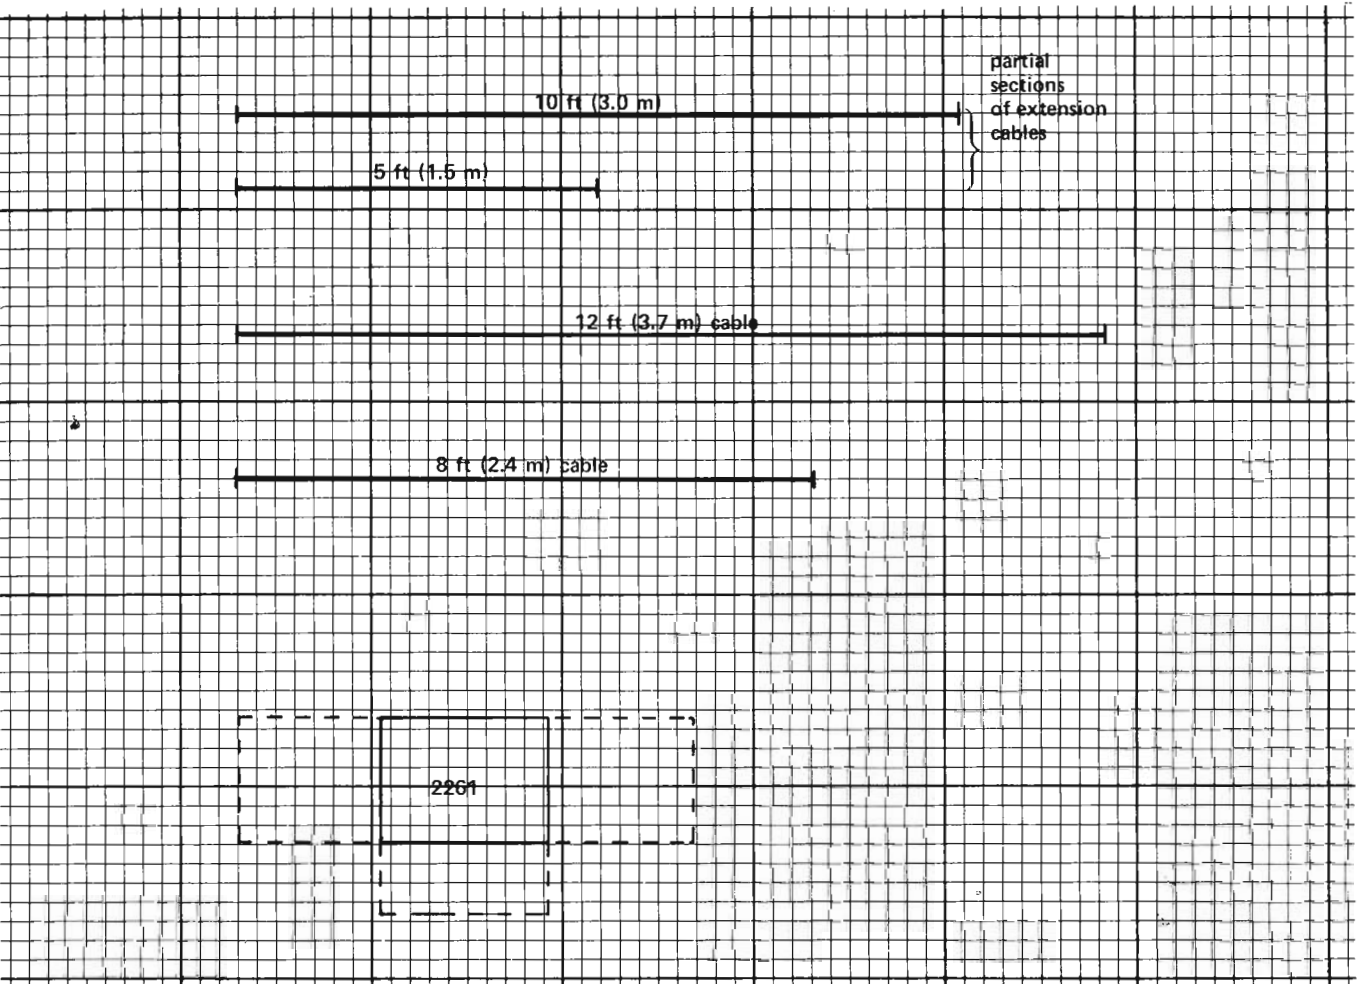 partial
sections
of extension
cables
10 ft (3.0 m)
5 ft (1.5 m)
12 ft (3.7 m) cable
8 ft (2.4 m) cable
2261